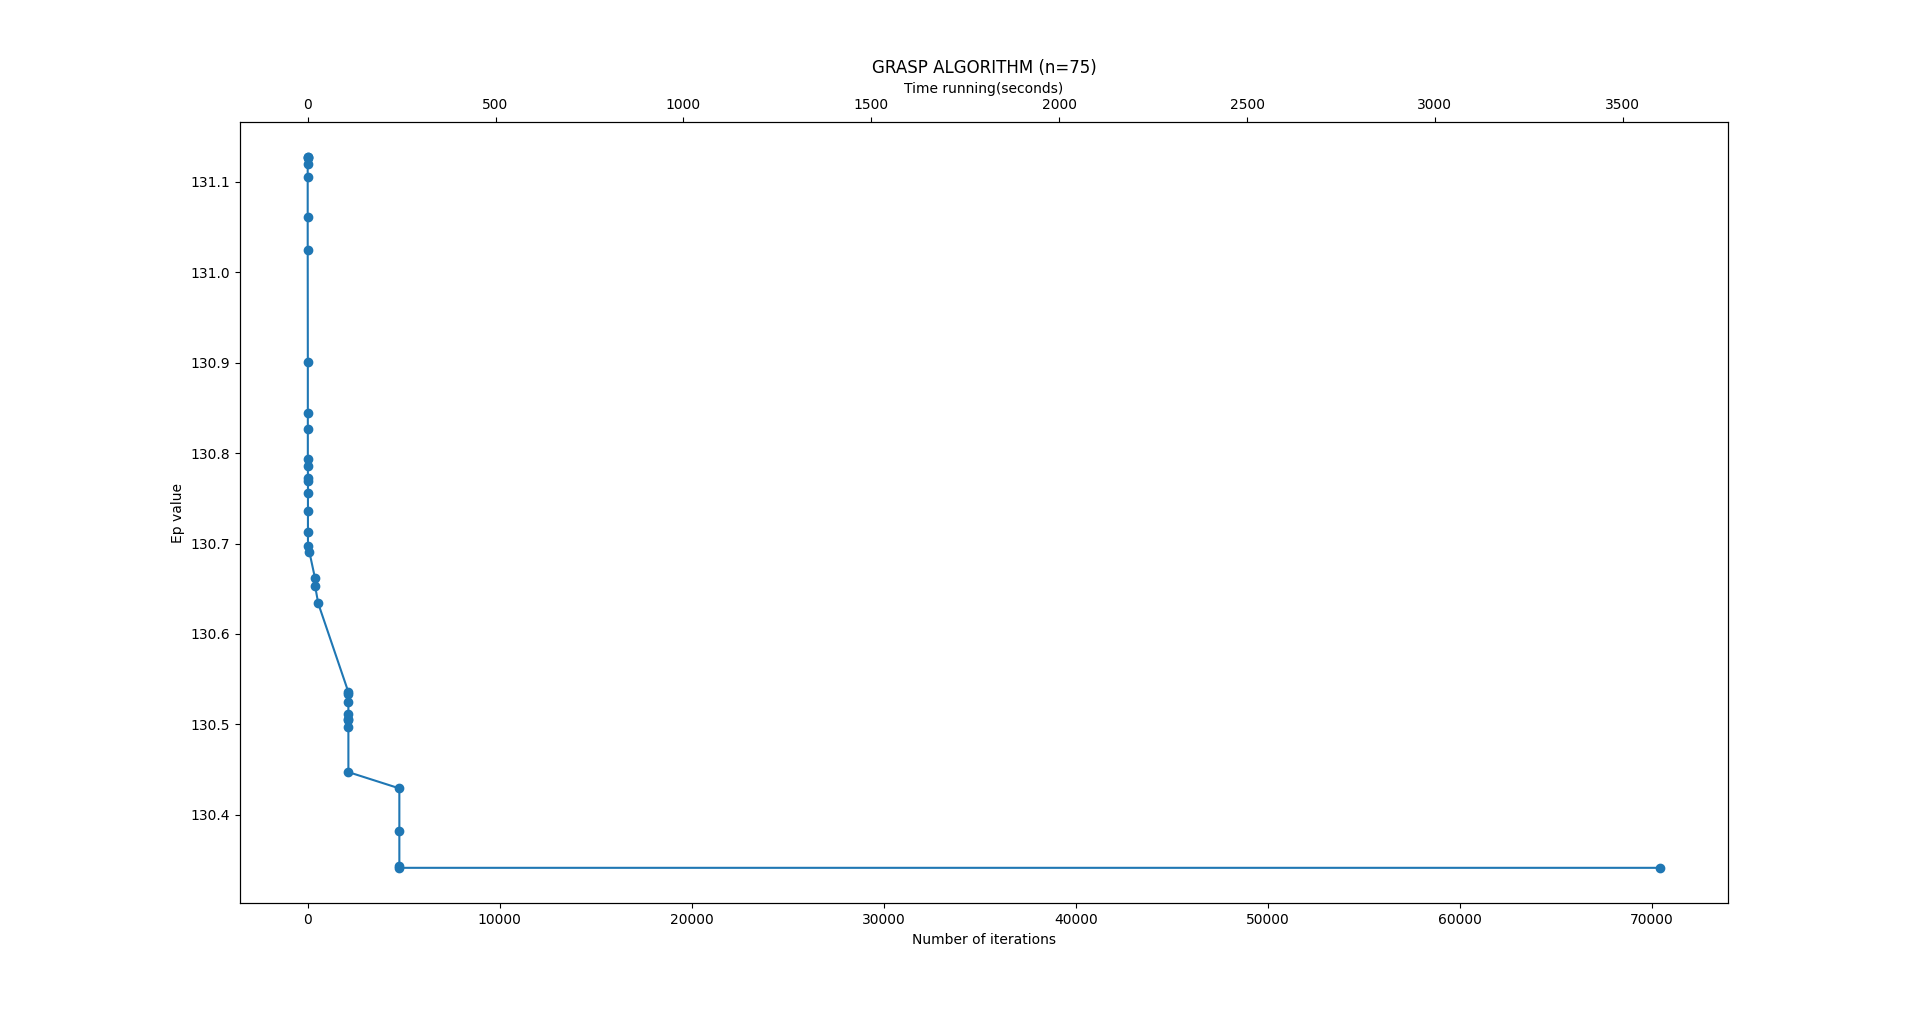 GRASP ALGORITHM (n=75)
Time running(seconds)
0 500 1000 1500 2000 2500 3000 3500
131.1
131.0
130.9
130.8
130.7
130.6
130.5
130.4
Ep value
0 10000 20000 30000 40000 50000 60000 70000
Number of iterations